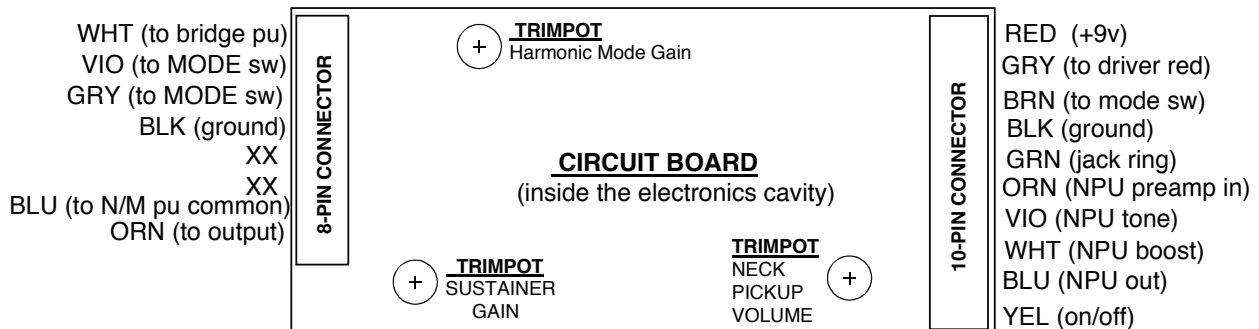 WHT (to bridge pu)
VIO (to MODE sw)
GRY (to MODE sw)
BLK (ground)
XX
XX
BLU (to N/M pu common)
ORN (to output)
8-PIN CONNECTOR
TRIMPOT
Harmonic Mode Gain
CIRCUIT BOARD
(inside the electronics cavity)
TRIMPOT
SUSTAINER
GAIN
TRIMPOT
NECK
PICKUP
VOLUME
10-PIN CONNECTOR
RED (+9v)
GRY (to driver red)
BRN (to mode sw)
BLK (ground)
GRN (jack ring)
ORN (NPU preamp in)
VIO (NPU tone)
WHT (NPU boost)
BLU (NPU out)
YEL (on/off)